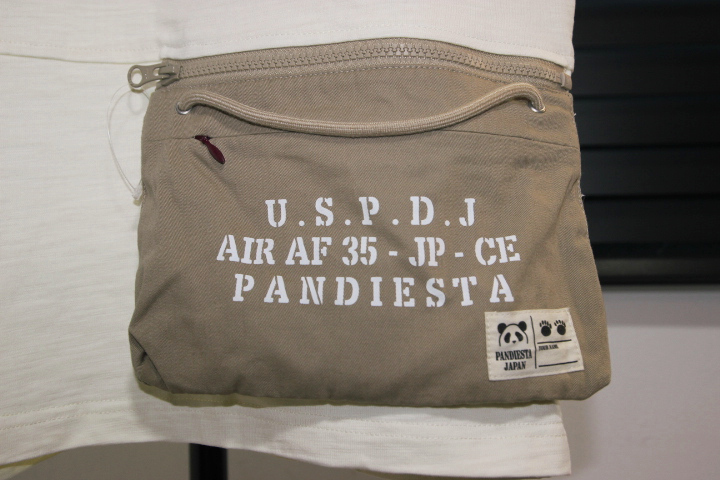 U.S.P.D.J
AIR AF 35 - JP - CE
PANDIESTA
PANDIESTA
JAPAN